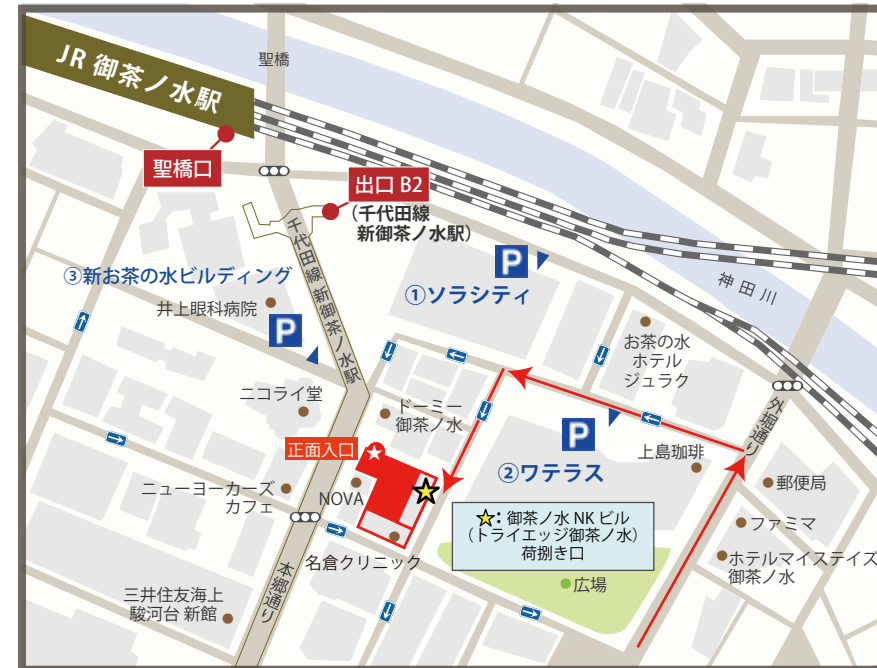 JR 御茶ノ水駅
聖橋
聖橋口
出口 B2
(千代田線
新御茶ノ水駅)
千代田線 新御茶ノ水駅
③新お茶の水ビルディング
井上眼科病院
P
P
①ソラシティ
神田川
お茶の水
ホテル
ジュラク
外堀通り
ニコライ堂
ドーミー
御茶ノ水
正面入口
P
②ワテラス
上島珈琲
郵便局
ファミマ
ホテルマイステイズ
御茶ノ水
ニューヨーカーズ
カフェ
NOVA
名倉クリニック
☆: 御茶ノ水 NK ビル
(トライエッジ御茶ノ水)
荷捌き口
広場
三井住友海上
駿河台 新館
本郷通り